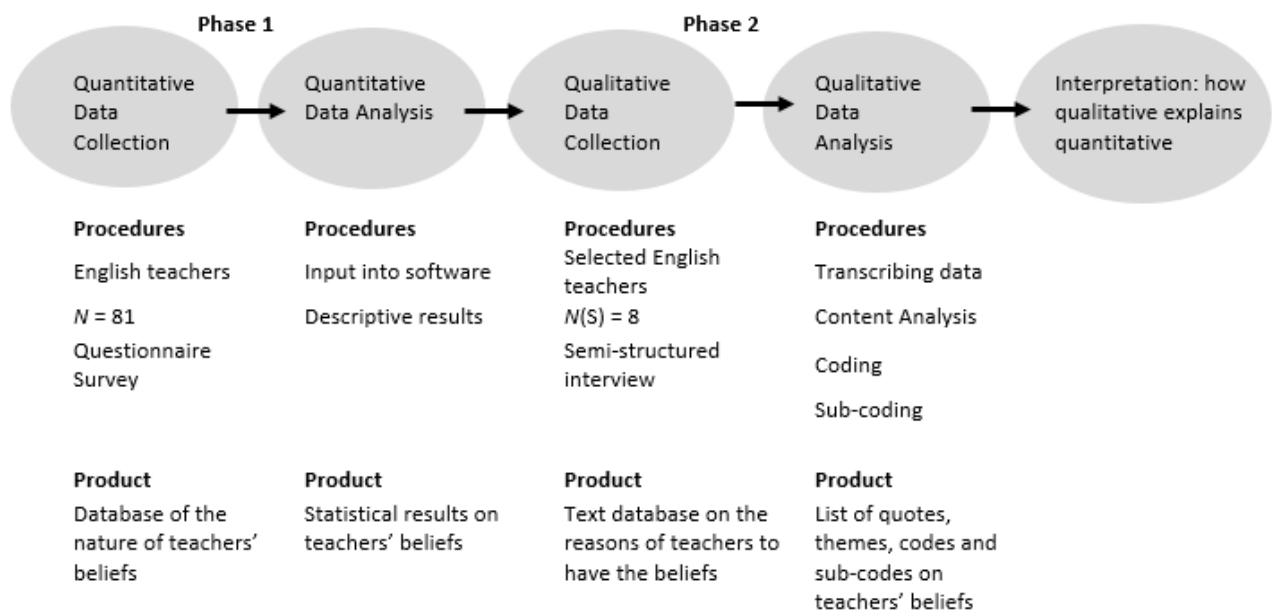 Phase 1
Phase 2
Quantitative
Data
Collection
Quantitative
Data Analysis
Qualitative
Data
Collection
Qualitative
Data
Analysis
Interpretation: how
qualitative explains
quantitative
Procedures
English teachers
N = 81
Questionnaire
Survey
Procedures
Input into software
Descriptive results
Procedures
Selected English
teachers
N(S) = 8
Semi-structured
interview
Procedures
Transcribing data
Content Analysis
Coding
Sub-coding
Product
Database of the
nature of teachers’
beliefs
Product
Statistical results on
teachers’ beliefs
Product
Text database on the
reasons of teachers to
have the beliefs
Product
List of quotes,
themes, codes and
sub-codes on
teachers’ beliefs